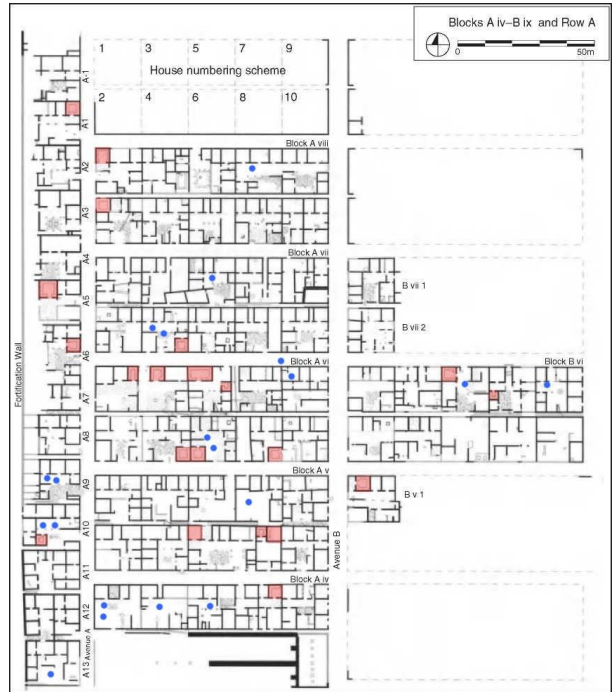 Blocks A iv–B ix and Row A
0 50m
1 3 5 7 9
House numbering scheme
2 4 6 8 10
A-1
A1
Block A viii
A2
A3
A4
Block A vii
A5
B vii 1
B vii 2
A6
Block A vi
Block B vi
Fortification Wall
A7
A8
Block A v
A9
B v 1
A10
Avenue B
A11
Block A iv
A12
Avenue A
A13